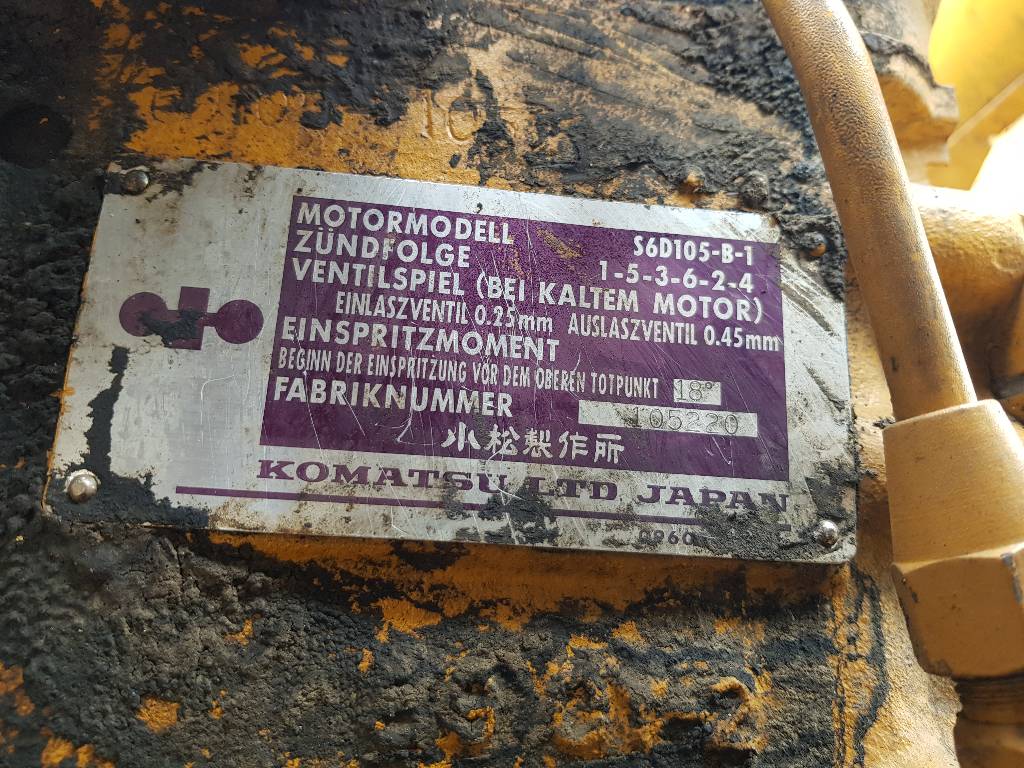 MOTORMODELL S6D105-B-1
ZÜNDFOLGE 1-5-3-6-2-4
VENTILSPIEL (BEI KALTEM MOTOR)
EINLASZVENTIL 0.25mm AUSLASZVENTIL 0.45mm
EINSPRITZMOMENT
BEGINN DER EINSPRITZUNG VOR DEM OBEREN TOTPUNKT 18°
FABRIKNUMMER 105220
小松製作所
KOMATSU LTD JAPAN